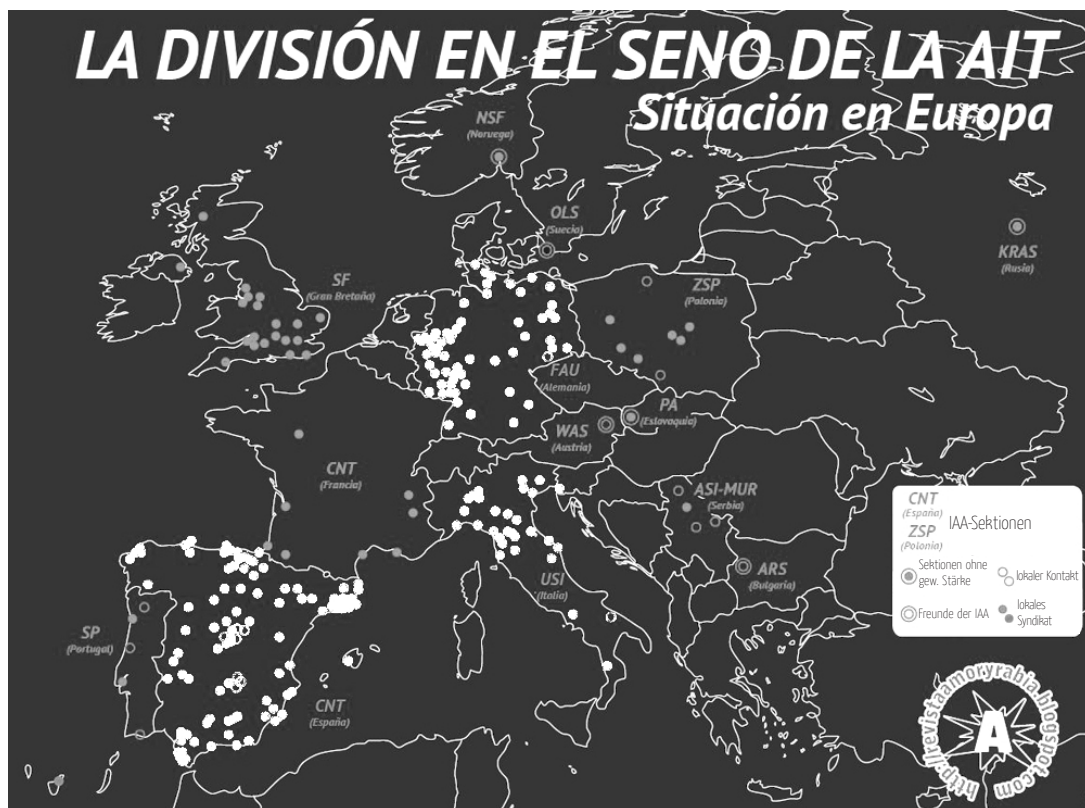 LA DIVISIÓN EN EL SENO DE LA AIT
Situación en Europa
NSF
(Noruega)
OLS
(Suecia)
KRAS
(Rusia)
SF
(Gran Bretaña)
ZSP
(Polonia)
FAU
(Alemania)
PA
(Eslovaquia)
WAS
(Austria)
CNT
(Francia)
ASI-MUR
(Serbia)
ARS
(Bulgaria)
USI
(Italia)
SP
(Portugal)
CNT
(España)
CNT
(España)
ZSP
(Polonia)
IAA-Sektionen
Sektionen ohne
gew. Stärke
lokaler Kontakt
Freunde der IAA
lokales
Syndikat
http://revistaamoryrabia.blogspot.com
A